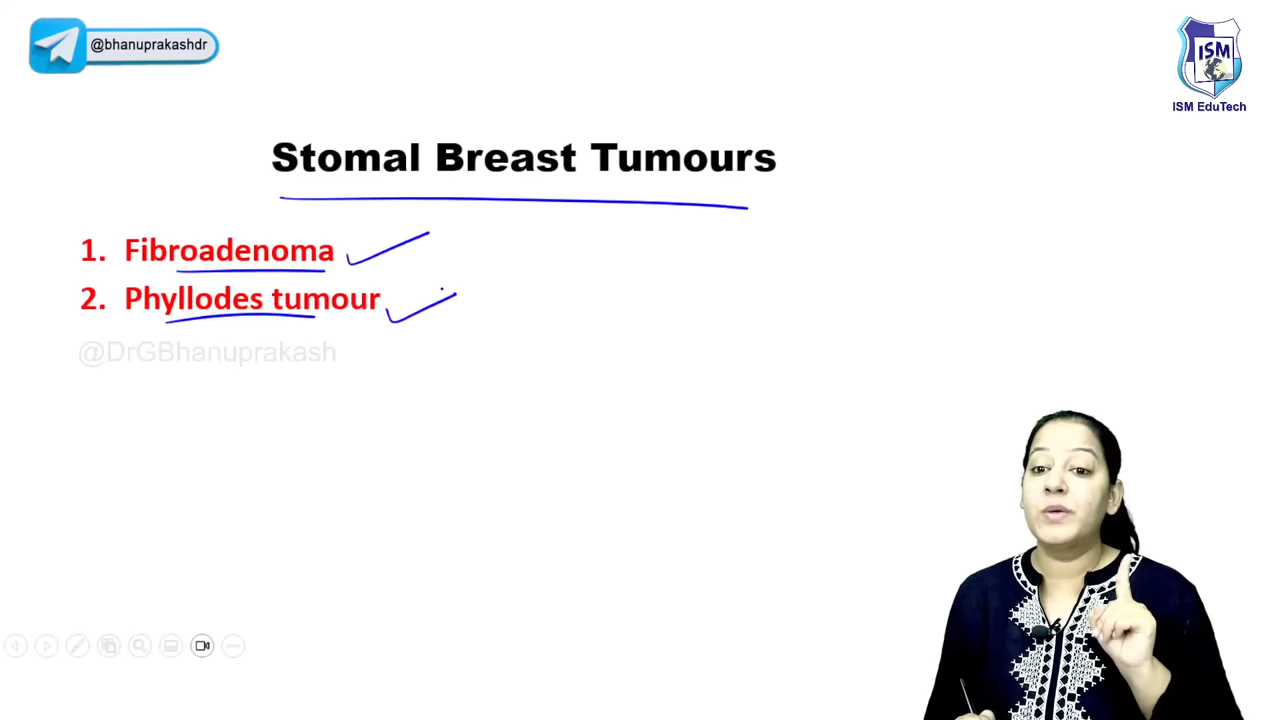 @bhanuprakashdr
ISM
ISM EduTech
Stomal Breast Tumours
1. Fibroadenoma
2. Phyllodes tumour
@DrGBhanuprakash